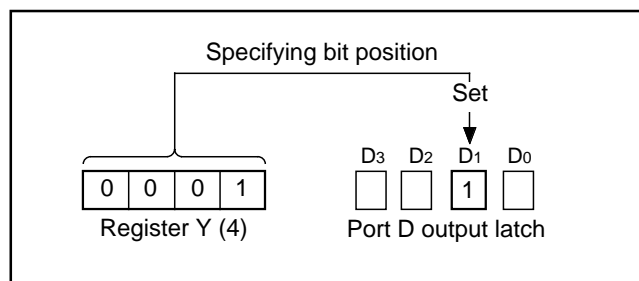 Specifying bit position
Set
D3 D2 D1 D0
0 0 0 1 1
Register Y (4) Port D output latch